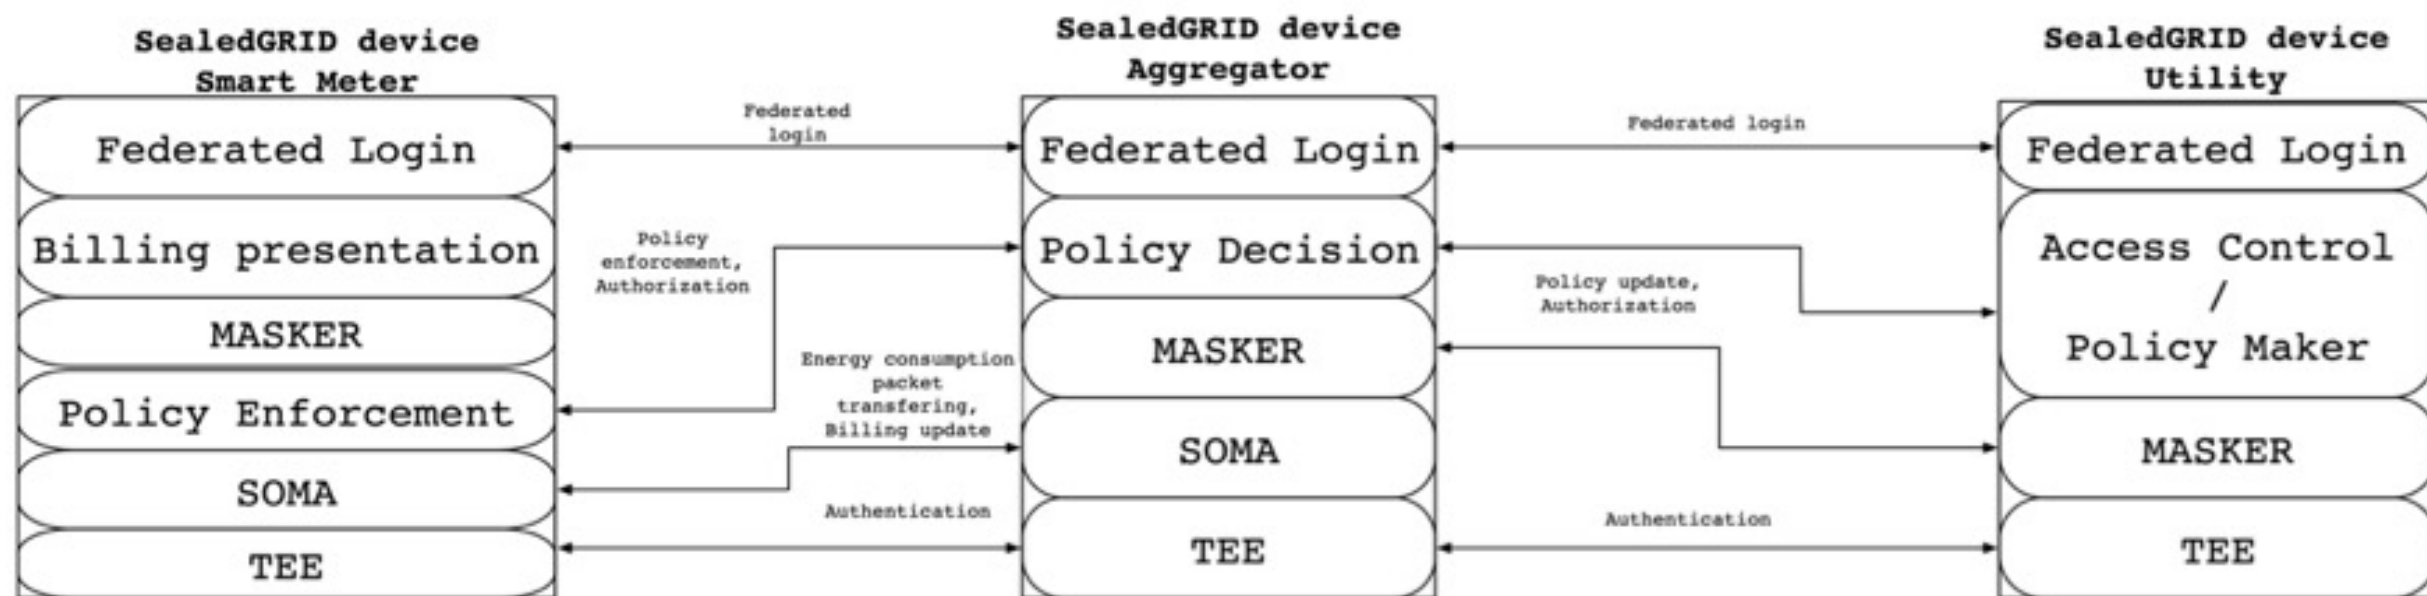 SealedGRID device
Smart Meter
Federated Login
Billing presentation
MASKER
Policy Enforcement
SOMA
TEE
Federated
login
Policy
enforcement,
Authorization
Energy consumption
packet
transfering,
Billing update
Authentication
SealedGRID device
Aggregator
Federated Login
Policy Decision
MASKER
SOMA
TEE
Federated login
Policy update,
Authorization
Authentication
SealedGRID device
Utility
Federated Login
Access Control
/
Policy Maker
MASKER
TEE